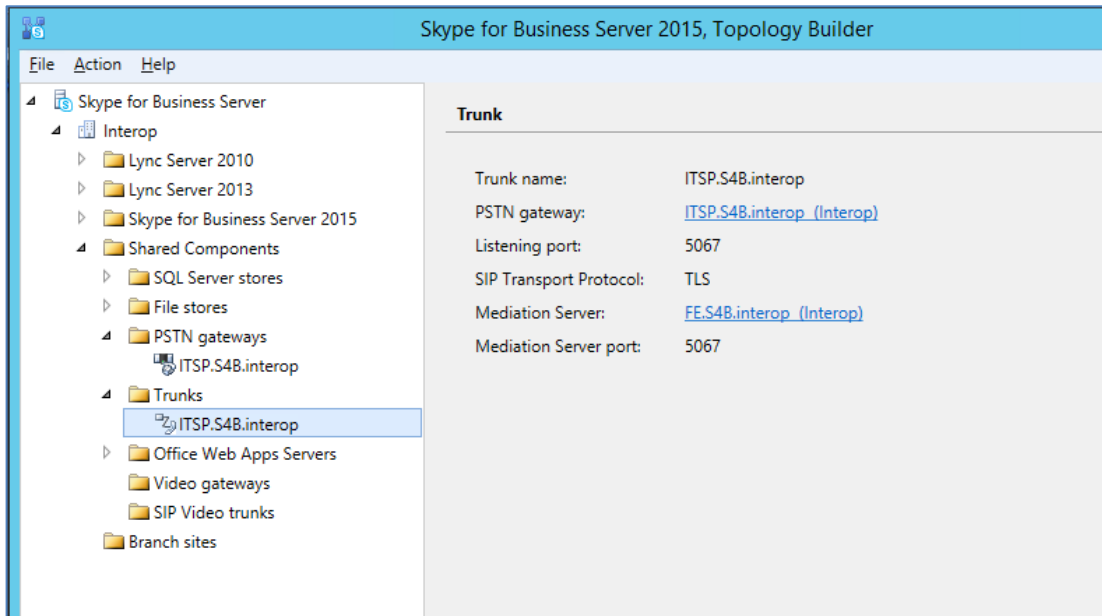 Skype for Business Server 2015, Topology Builder
File Action Help
Skype for Business Server
Interop
Lync Server 2010
Lync Server 2013
Skype for Business Server 2015
Shared Components
SQL Server stores
File stores
PSTN gateways
ITSP.S4B.interop
Trunks
ITSP.S4B.interop
Office Web Apps Servers
Video gateways
SIP Video trunks
Branch sites
Trunk
Trunk name: ITSP.S4B.interop
PSTN gateway: ITSP.S4B.interop (Interop)
Listening port: 5067
SIP Transport Protocol: TLS
Mediation Server: FE.S4B.interop (Interop)
Mediation Server port: 5067